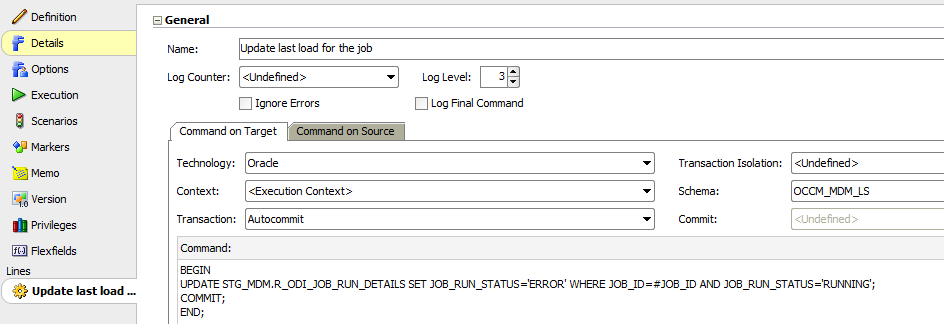 Definition
Details
Options
Execution
Scenarios
Markers
Memo
Version
Privileges
Flexfields
Lines
Update last load ...
General
Name: Update last load for the job
Log Counter: <Undefined> Log Level: 3
Ignore Errors Log Final Command
Command on Target Command on Source
Technology: Oracle Transaction Isolation: <Undefined>
Context: <Execution Context> Schema: OCCM_MDM_LS
Transaction: Autocommit Commit: <Undefined>
Command:
BEGIN
UPDATE STG_MDM.R_ODI_JOB_RUN_DETAILS SET JOB_RUN_STATUS='ERROR' WHERE JOB_ID=#JOB_ID AND JOB_RUN_STATUS='RUNNING';
COMMIT;
END;